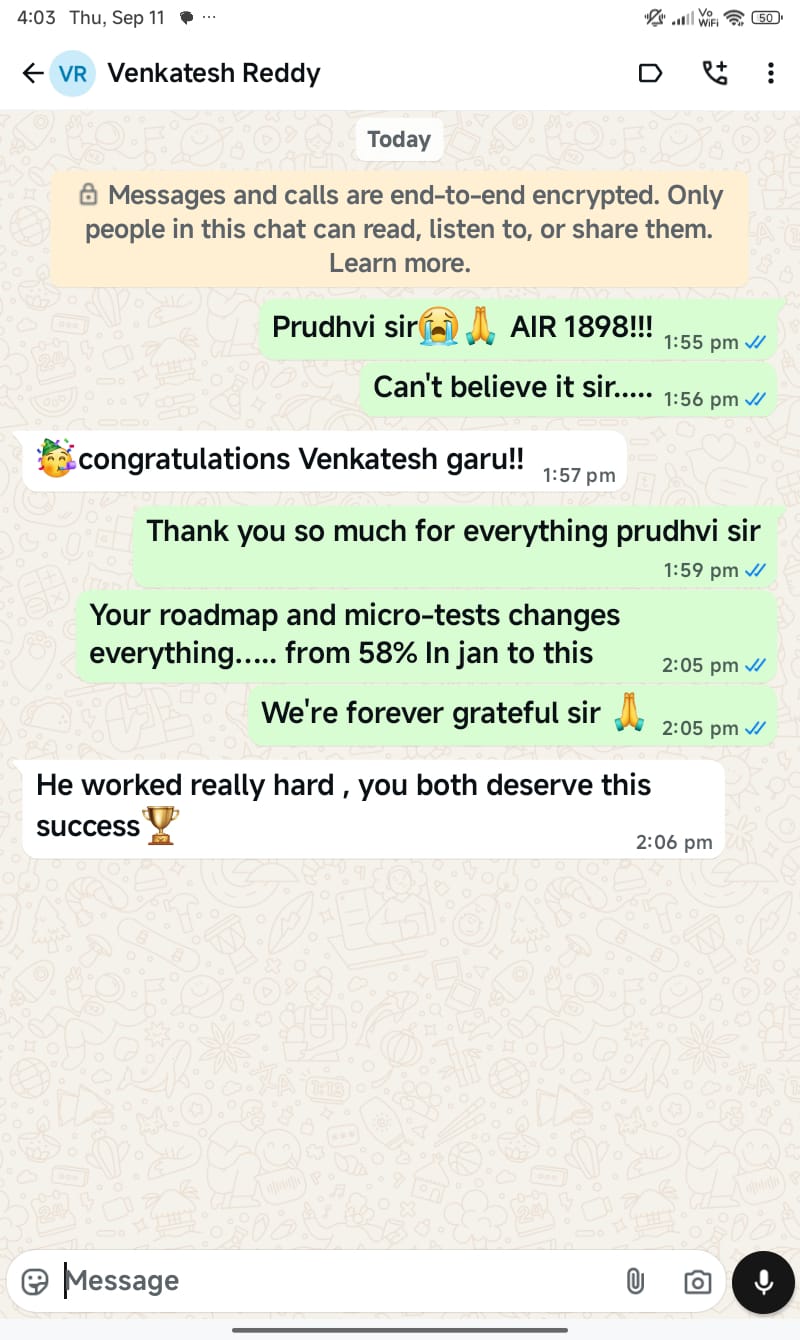 4:03 Thu, Sep 11 ...
Vo
WiFi
50
VR Venkatesh Reddy
Today
Messages and calls are end-to-end encrypted. Only
people in this chat can read, listen to, or share them.
Learn more.
Prudhvi sir😭🙏 AIR 1898!!! 1:55 pm
Can't believe it sir..... 1:56 pm
🥳congratulations Venkatesh garu!! 1:57 pm
Thank you so much for everything prudhvi sir
1:59 pm
Your roadmap and micro-tests changes
everything..... from 58% In jan to this 2:05 pm
We're forever grateful sir 🙏 2:05 pm
He worked really hard , you both deserve this
success🏆
2:06 pm
Message